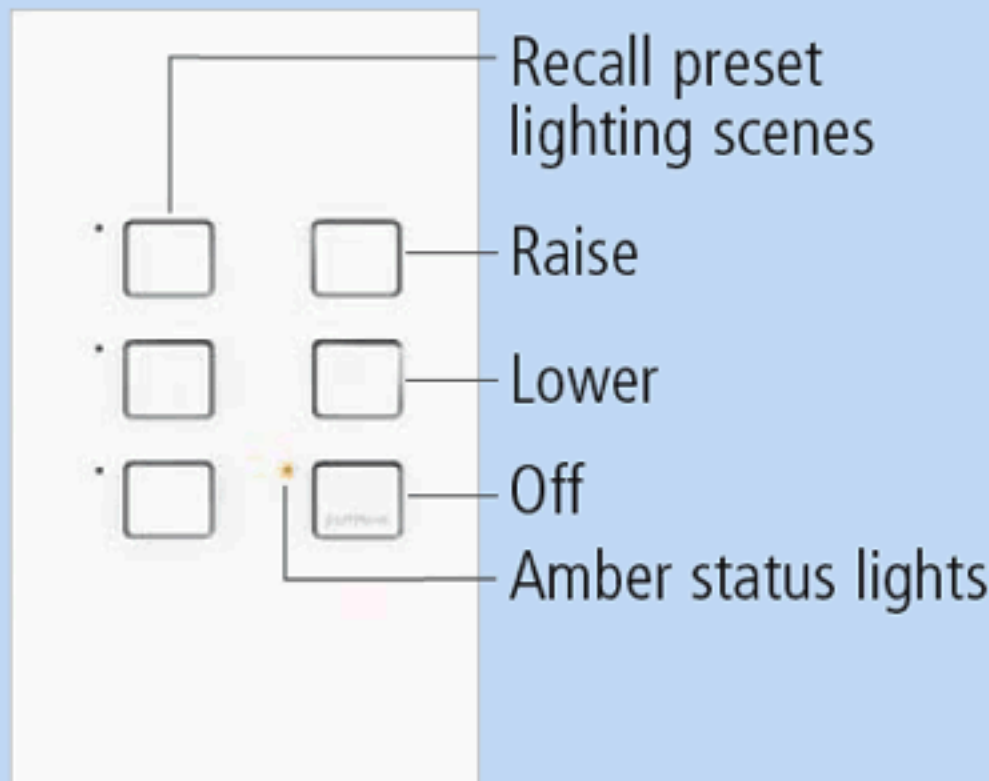 Recall preset
lighting scenes
Raise
Lower
Off
Amber status lights